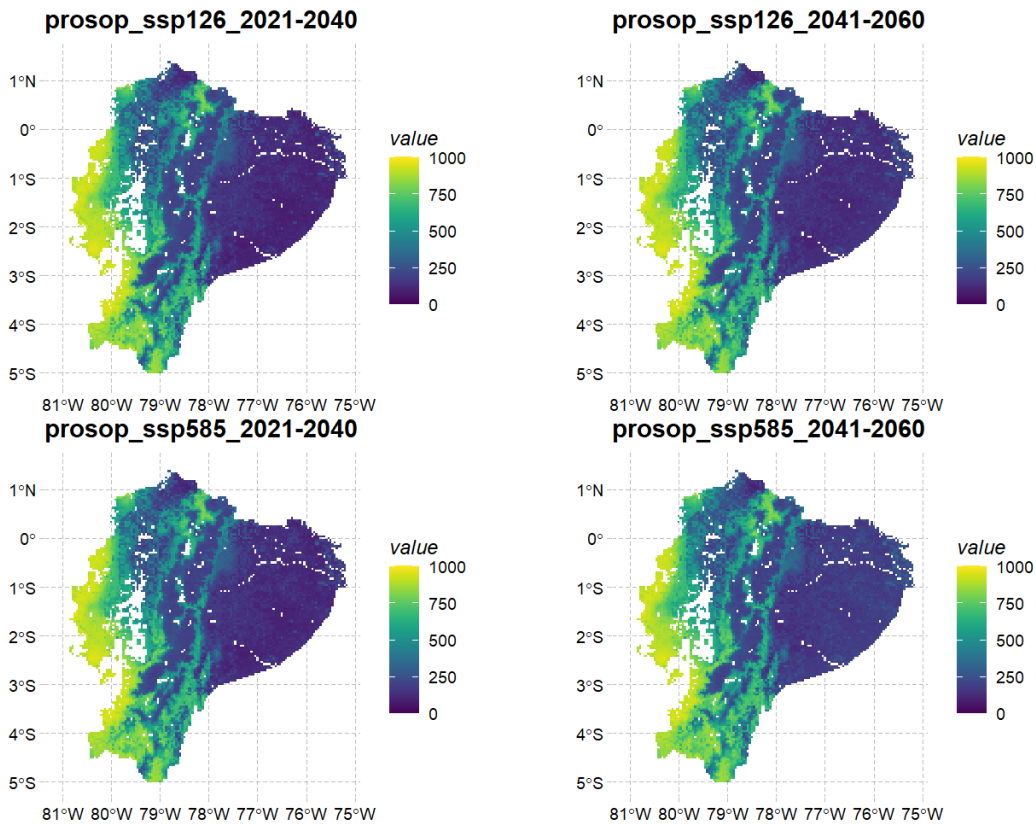 prosop_ssp126_2021-2040
1°N
0°
1°S
2°S
3°S
4°S
5°S
81°W 80°W 79°W 78°W 77°W 76°W 75°W
value
1000
750
500
250
0
prosop_ssp126_2041-2060
1°N
0°
1°S
2°S
3°S
4°S
5°S
81°W 80°W 79°W 78°W 77°W 76°W 75°W
value
1000
750
500
250
0
prosop_ssp585_2021-2040
1°N
0°
1°S
2°S
3°S
4°S
5°S
81°W 80°W 79°W 78°W 77°W 76°W 75°W
value
1000
750
500
250
0
prosop_ssp585_2041-2060
1°N
0°
1°S
2°S
3°S
4°S
5°S
81°W 80°W 79°W 78°W 77°W 76°W 75°W
value
1000
750
500
250
0